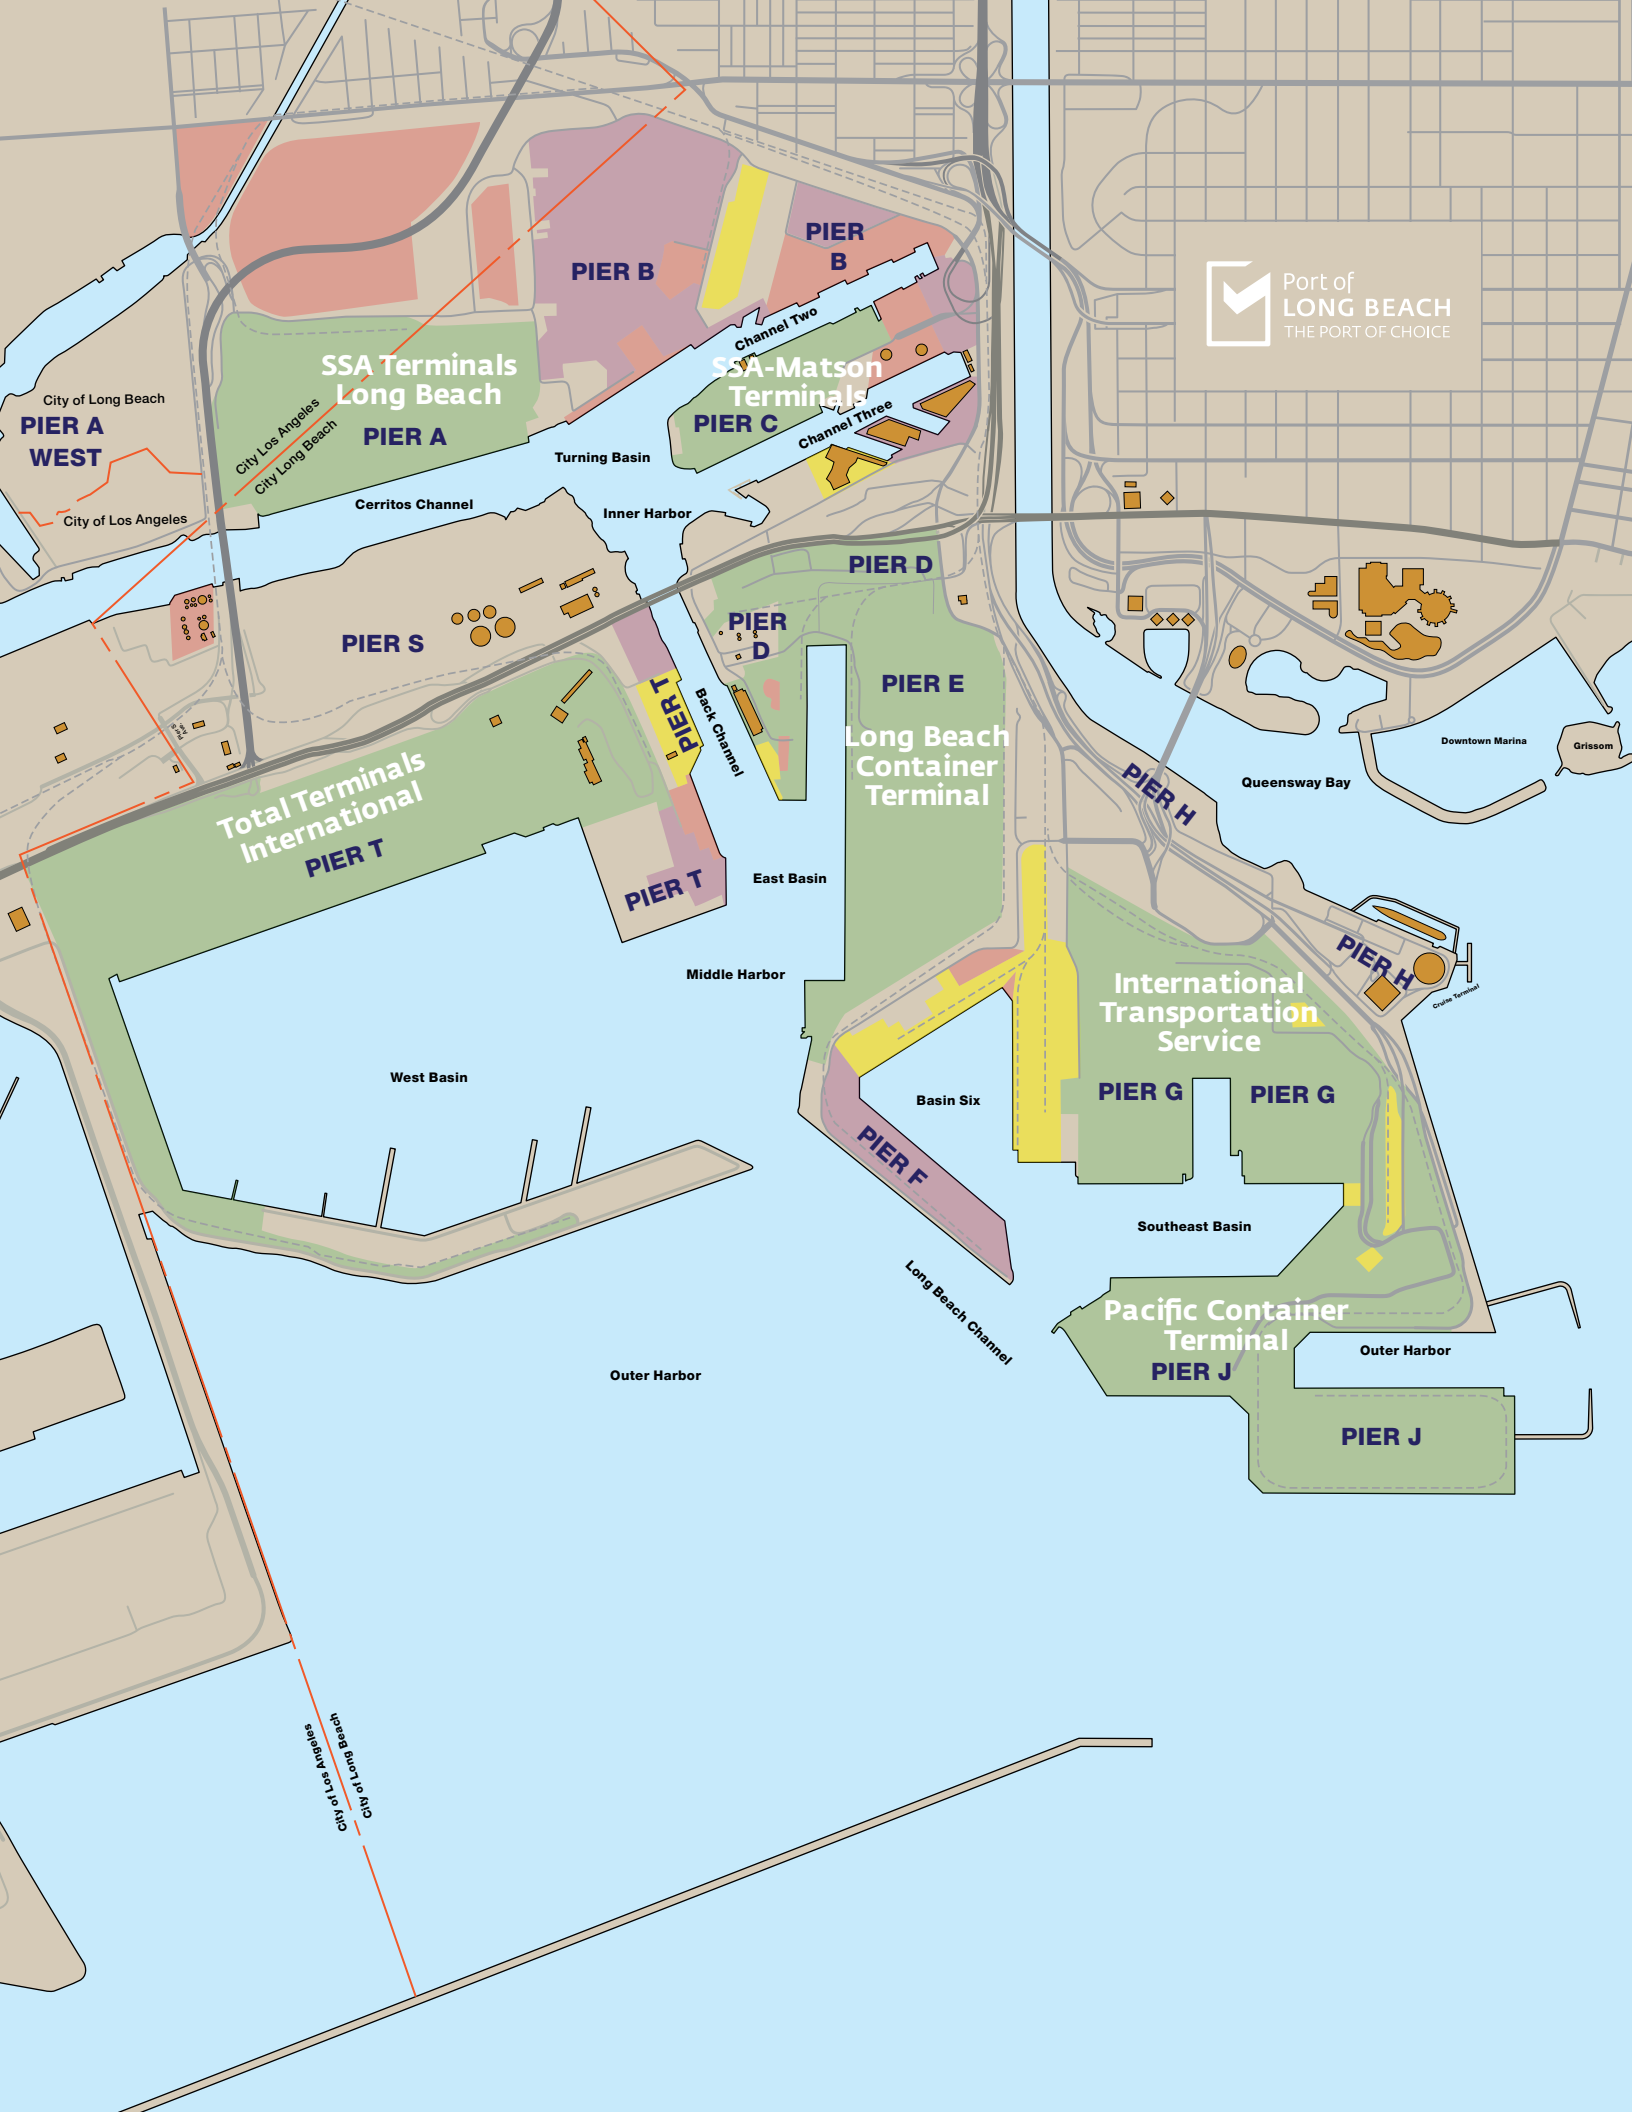 PIER
B
PIER B
Port of
LONG BEACH
THE PORT OF CHOICE
Channel Two
SSA Terminals
Long Beach
SSA-Matson
Terminals
City of Long Beach
PIER A
WEST
City Los Angeles
City Long Beach
PIER A
PIER C
Channel Three
Turning Basin
Cerritos Channel
Inner Harbor
City of Los Angeles
PIER D
PIER
D
PIER S
PIER E
PIER T
Back Channel
Pier S
Ave
Long Beach
Container
Terminal
Downtown Marina
Grissom
Queensway Bay
PIER H
Total Terminals
International
PIER T
East Basin
PIER T
PIER H
Cruise Terminal
Middle Harbor
International
Transportation
Service
West Basin
Basin Six
PIER G
PIER G
PIER F
Southeast Basin
Long Beach Channel
Pacific Container
Terminal
PIER J
Outer Harbor
Outer Harbor
PIER J
City of Los Angeles
City of Long Beach